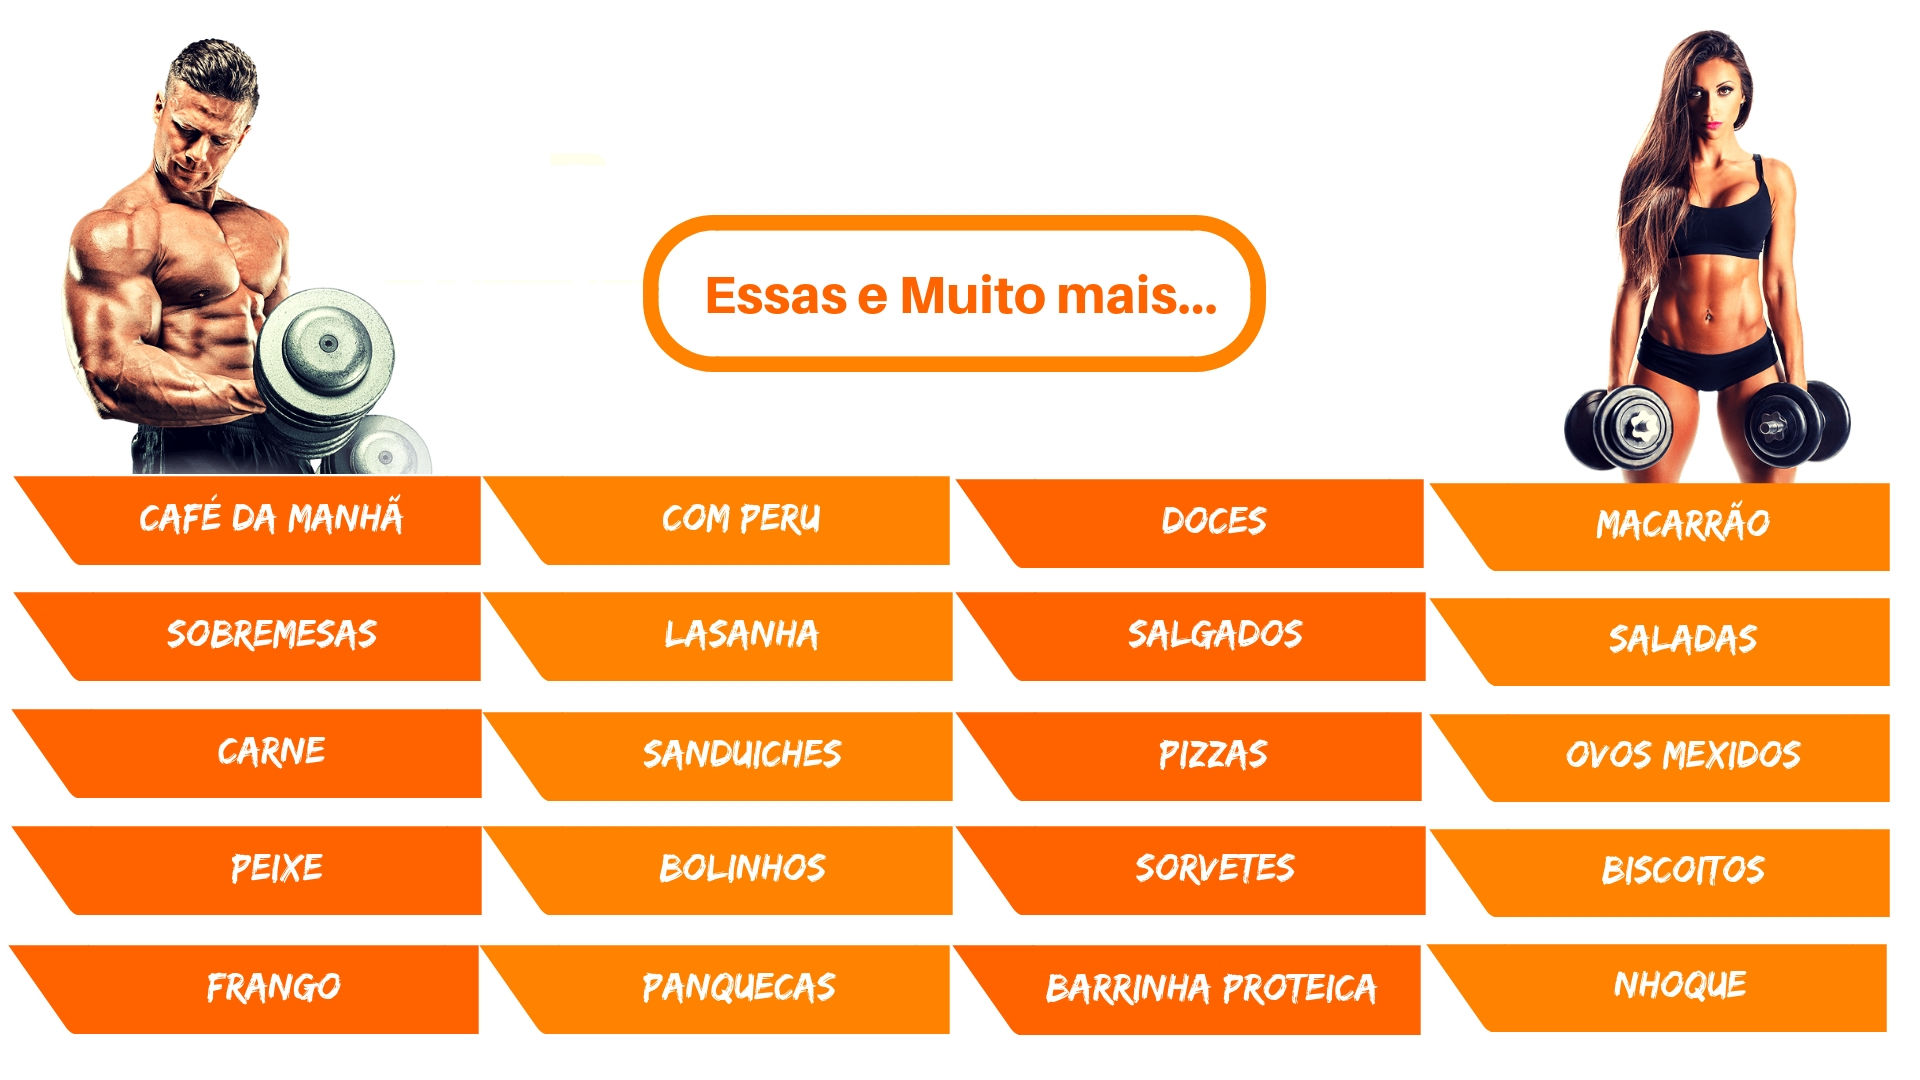 Essas e Muito mais...
CAFÉ DA MANHÃ
COM PERU
DOCES
MACARRÃO
SOBREMESAS
LASANHA
SALGADOS
SALADAS
CARNE
SANDUICHES
PIZZAS
OVOS MEXIDOS
PEIXE
BOLINHOS
SORVETES
BISCOITOS
FRANGO
PANQUECAS
BARRINHA PROTEICA
NHOQUE